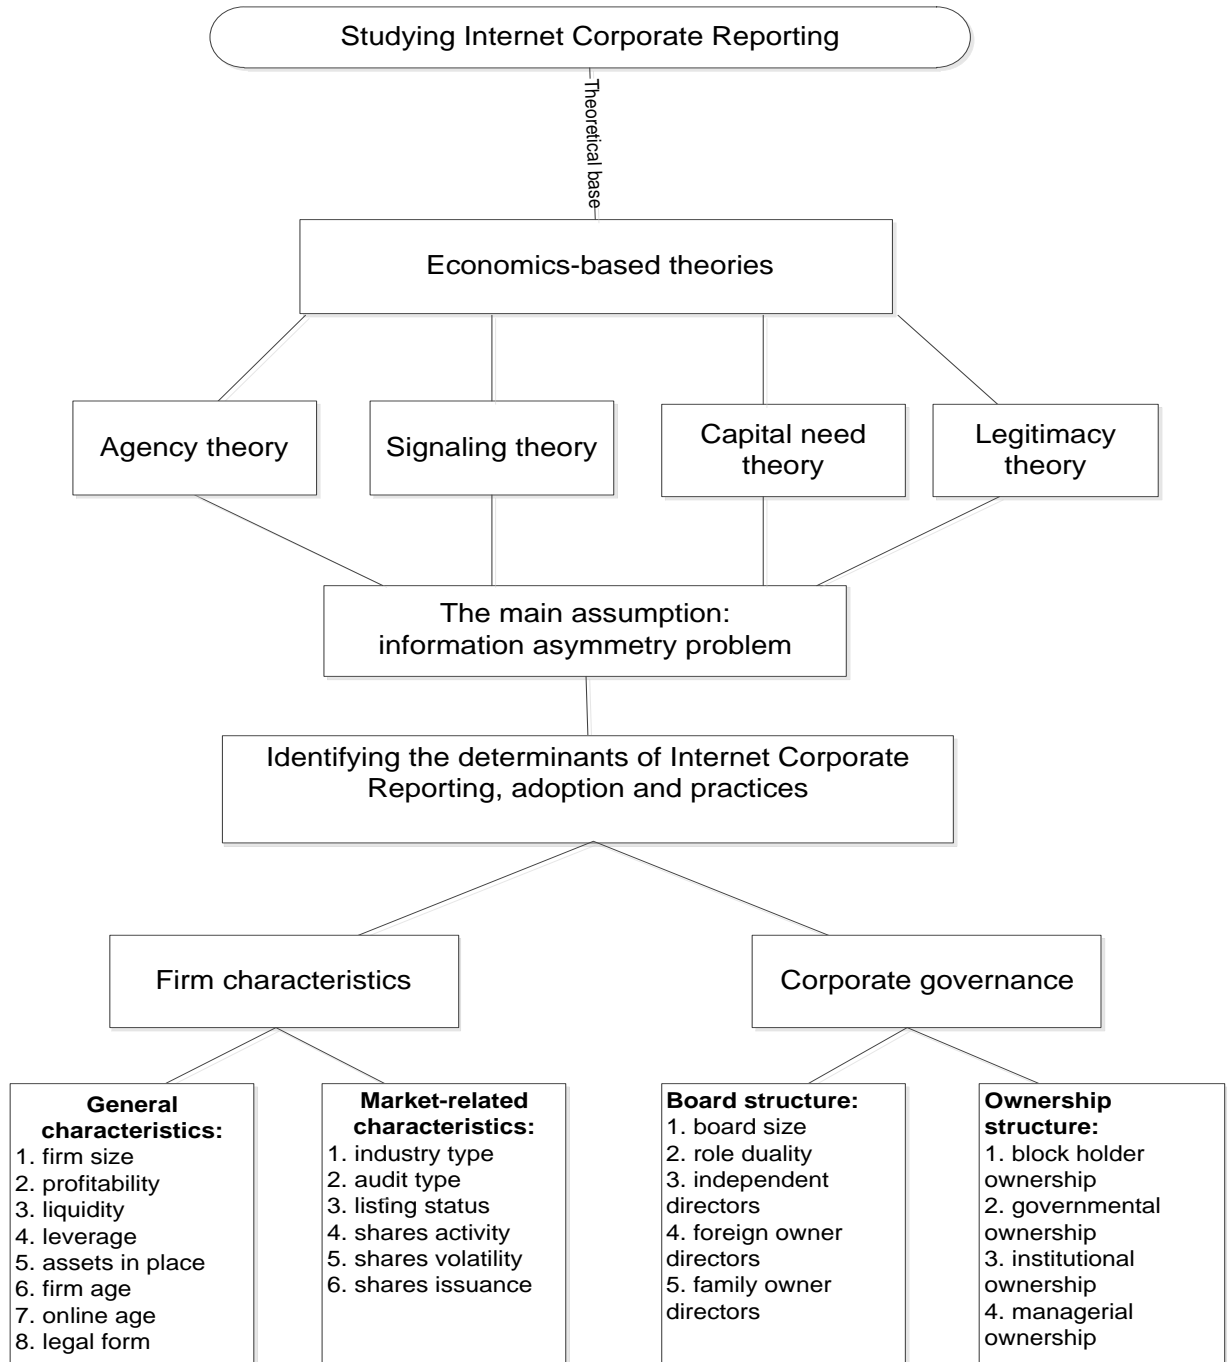 Studying Internet Corporate Reporting
Theoretical base
Economics-based theories
Agency theory
Signaling theory
Capital need
theory
Legitimacy
theory
The main assumption:
information asymmetry problem
Identifying the determinants of Internet Corporate
Reporting, adoption and practices
Firm characteristics
Corporate governance
General
characteristics:
1. firm size
2. profitability
3. liquidity
4. leverage
5. assets in place
6. firm age
7. online age
8. legal form
Market-related
characteristics:
1. industry type
2. audit type
3. listing status
4. shares activity
5. shares volatility
6. shares issuance
Board structure:
1. board size
2. role duality
3. independent
directors
4. foreign owner
directors
5. family owner
directors
Ownership
structure:
1. block holder
ownership
2. governmental
ownership
3. institutional
ownership
4. managerial
ownership